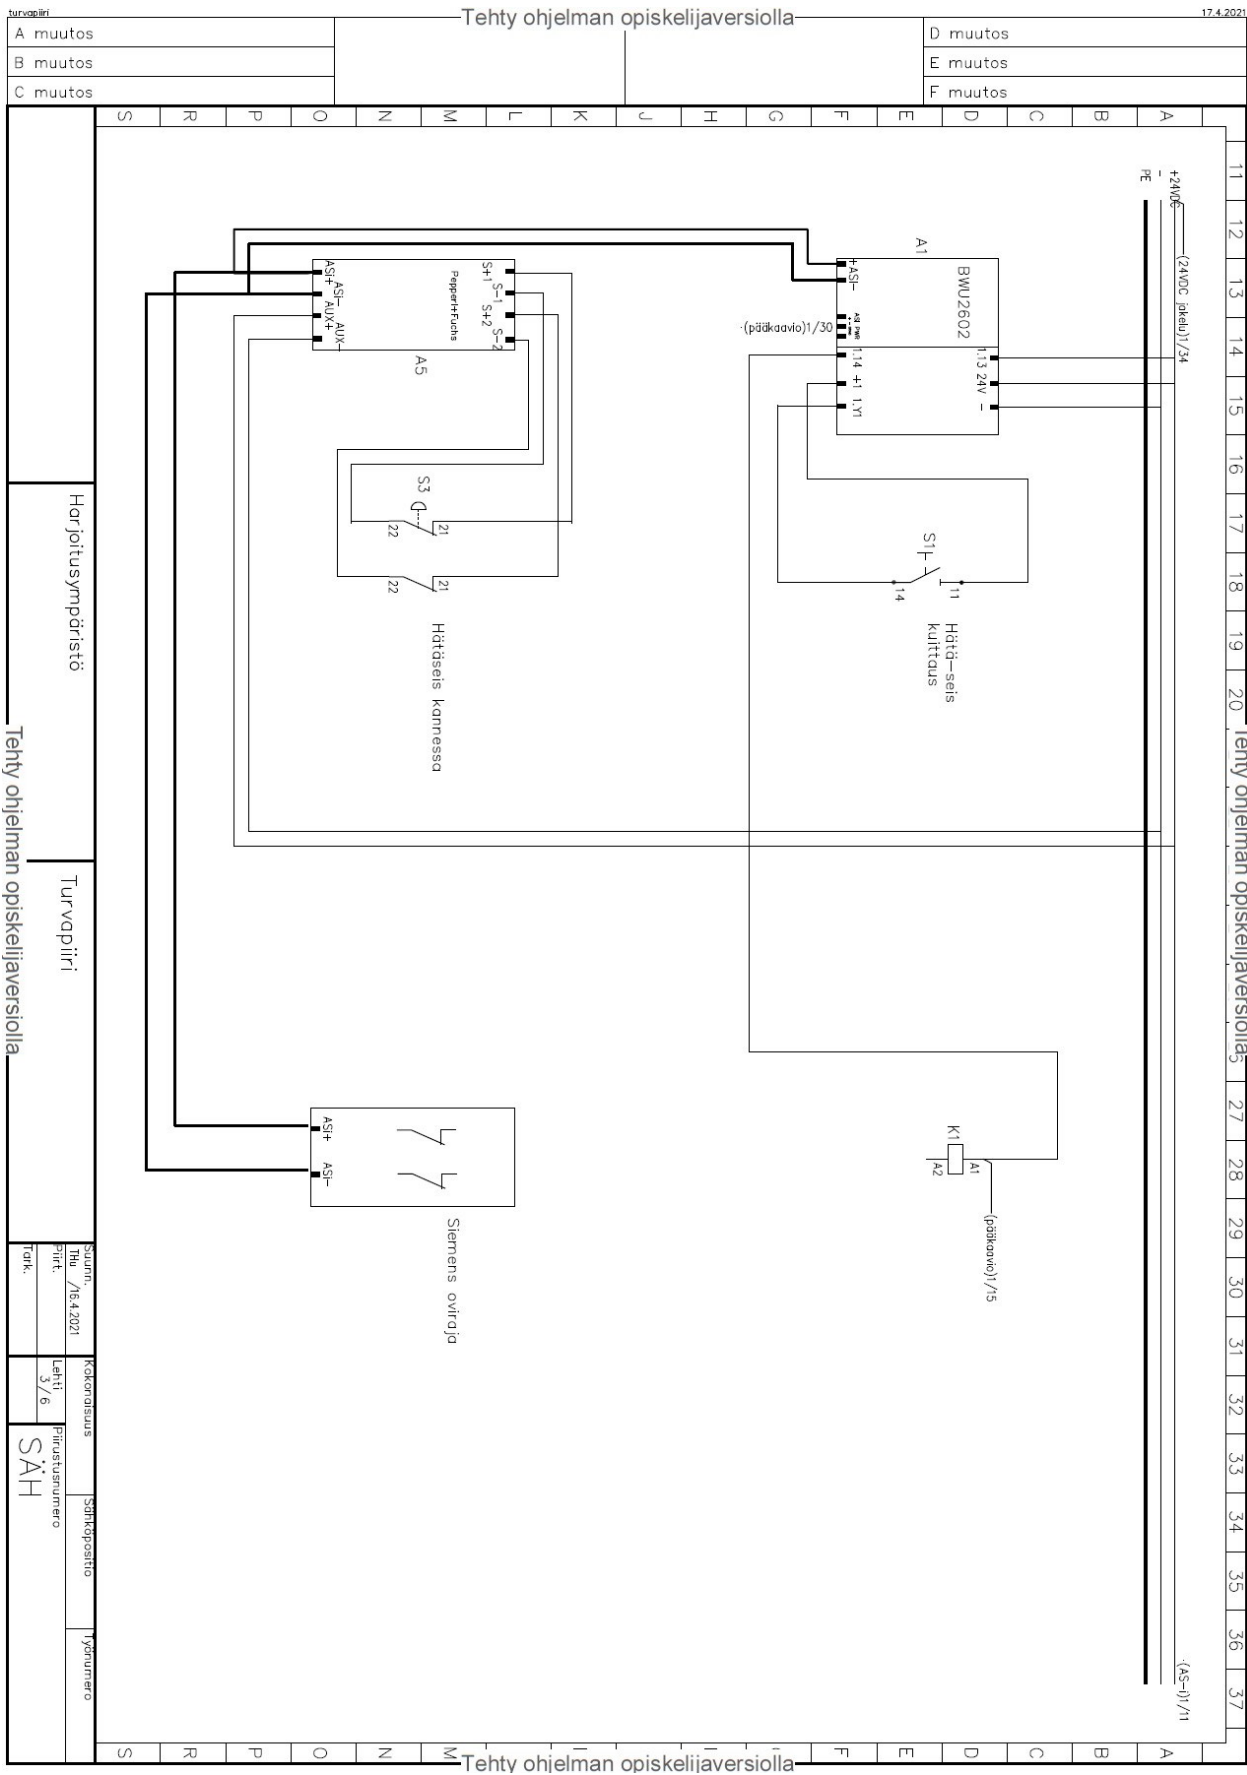 turvapiiri
Tehty ohjelman opiskelijaversiolla
17.4.2021
A muutos
B muutos
C muutos
D muutos
E muutos
F muutos
S R P O N M L K J H G F E D C B A
11
12
13
14
15
16
17
18
19
20
27
28
29
30
31
32
33
34
35
36
37
+24VDC
-
PE
(24VDC jakelu)1/34
A1
BWU2602
+ASI-
ASI PWR
+-
(pääkaavio)1/30
1.13 24V -
1.14 +1 1.Y1
S1
11
14
Hätä-seis
kuittaus
K1
A1
A2
(pääkaavio)1/15
(AS-i)1/11
A5
Pepperl+Fuchs
S+1
S-1
S+2
S-2
ASi+
ASi-
AUX+
AUX-
S3
21
22
21
22
Hätäseis kannessa
ASi+
ASi-
Siemens oviraja
Tehty ohjelman opiskelijaversiolla
Tehty ohjelman opiskelijaversiolla
Harjoitusympäristö
Turvapiiri
Suunn.
THu /16.4.2021
Piirt.
Tark.
Kokonaisuus
Sähköpositio
Työnumero
Lehti
3/6
Piirustusnumero
SÄH
S R P O N M I F E D C B A
Tehty ohjelman opiskelijaversiolla